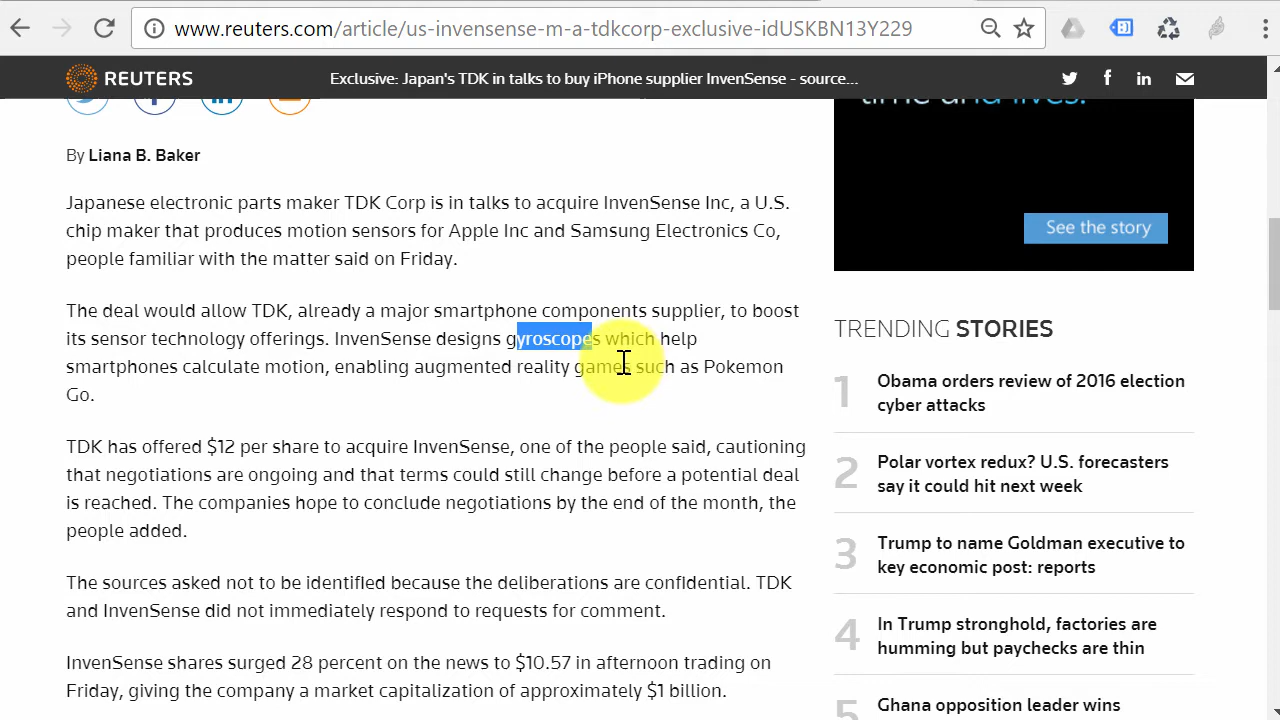 www.reuters.com/article/us-invensense-m-a-tdkcorp-exclusive-idUSKBN13Y229
REUTERS
Exclusive: Japan's TDK in talks to buy iPhone supplier InvenSense - source...
By Liana B. Baker
Japanese electronic parts maker TDK Corp is in talks to acquire InvenSense Inc, a U.S.
chip maker that produces motion sensors for Apple Inc and Samsung Electronics Co,
people familiar with the matter said on Friday.
The deal would allow TDK, already a major smartphone components supplier, to boost
its sensor technology offerings. InvenSense designs gyroscopes which help
smartphones calculate motion, enabling augmented reality games such as Pokemon
Go.
TDK has offered $12 per share to acquire InvenSense, one of the people said, cautioning
that negotiations are ongoing and that terms could still change before a potential deal
is reached. The companies hope to conclude negotiations by the end of the month, the
people added.
The sources asked not to be identified because the deliberations are confidential. TDK
and InvenSense did not immediately respond to requests for comment.
InvenSense shares surged 28 percent on the news to $10.57 in afternoon trading on
Friday, giving the company a market capitalization of approximately $1 billion.
time and lives.
See the story
TRENDING STORIES
1 Obama orders review of 2016 election
cyber attacks
2 Polar vortex redux? U.S. forecasters
say it could hit next week
3 Trump to name Goldman executive to
key economic post: reports
4 In Trump stronghold, factories are
humming but paychecks are thin
5 Ghana opposition leader wins